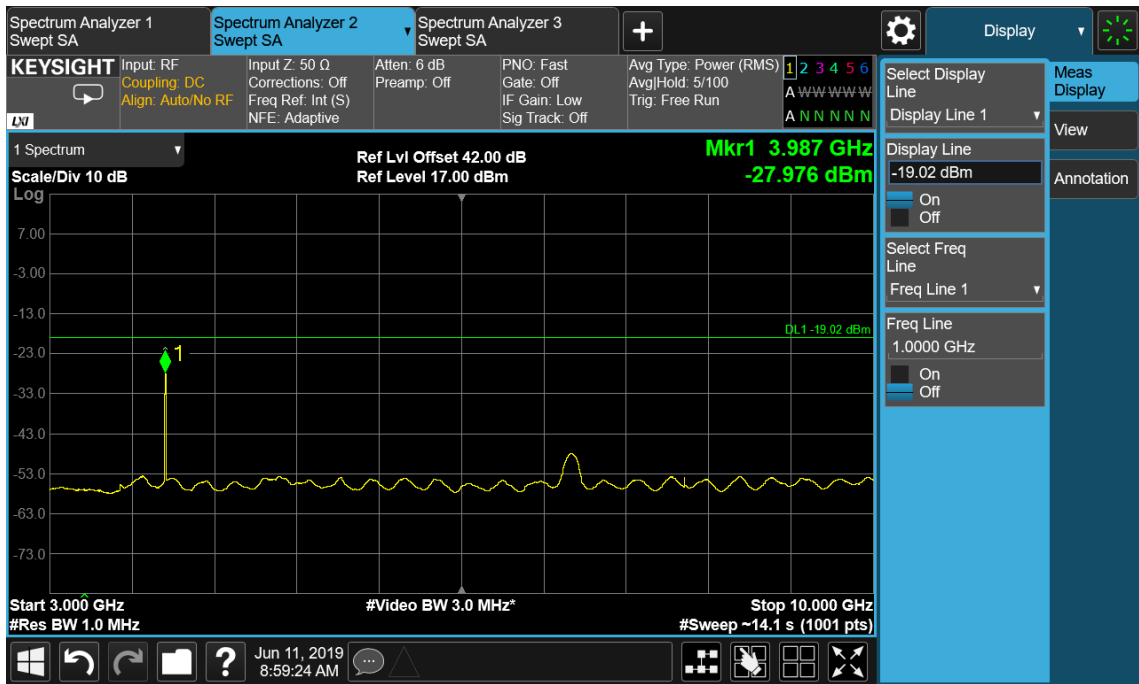 Spectrum Analyzer 1
Swept SA
Spectrum Analyzer 2
Swept SA
Spectrum Analyzer 3
Swept SA
Display
KEYSIGHT
LXI
Input: RF
Coupling: DC
Align: Auto/No RF
Input Z: 50 Ω
Corrections: Off
Freq Ref: Int (S)
NFE: Adaptive
Atten: 6 dB
Preamp: Off
PNO: Fast
Gate: Off
IF Gain: Low
Sig Track: Off
Avg Type: Power (RMS)
Avg|Hold: 5/100
Trig: Free Run
1 2 3 4 5 6
A W W W W W
A N N N N N
1 Spectrum
Scale/Div 10 dB
Log
Ref Lvl Offset 42.00 dB
Ref Level 17.00 dBm
Mkr1 3.987 GHz
-27.976 dBm
7.00
-3.00
-13.0
-23.0
-33.0
-43.0
-53.0
-63.0
-73.0
1
DL1 -19.02 dBm
Start 3.000 GHz
#Res BW 1.0 MHz
#Video BW 3.0 MHz*
Stop 10.000 GHz
#Sweep ~14.1 s (1001 pts)
Select Display
Line
Display Line 1
Display Line
-19.02 dBm
On
Off
Select Freq
Line
Freq Line 1
Freq Line
1.0000 GHz
On
Off
Meas
Display
View
Annotation
?
Jun 11, 2019
8:59:24 AM